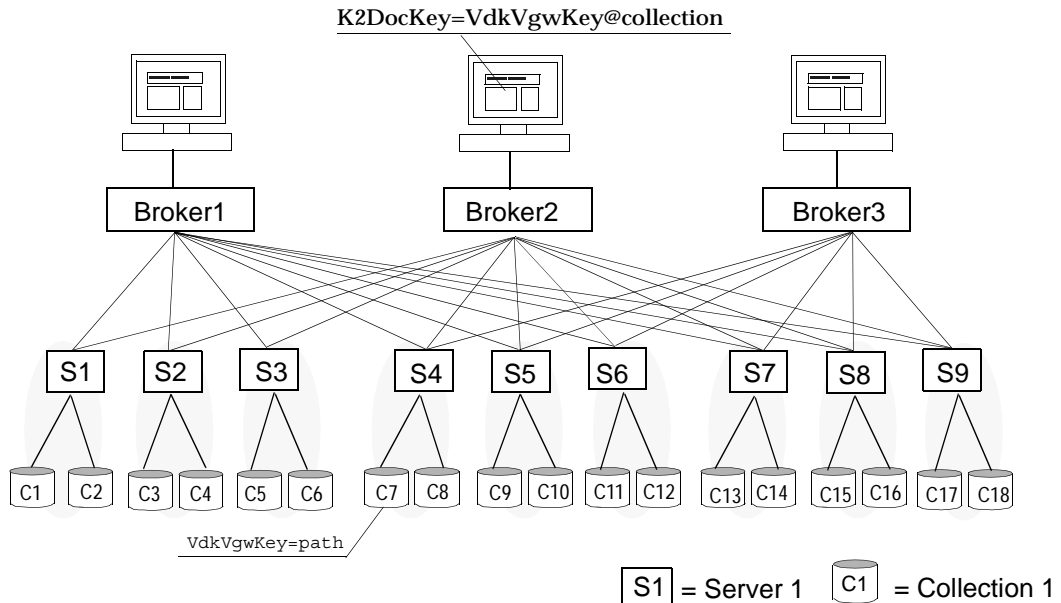 K2DocKey=VdkVgwKey@collection
Broker1 Broker2 Broker3
S1 S2 S3 S4 S5 S6 S7 S8 S9
C1 C2 C3 C4 C5 C6 C7 C8 C9 C10 C11 C12 C13 C14 C15 C16 C17 C18
VdkVgwKey=path
S1 = Server 1 C1 = Collection 1